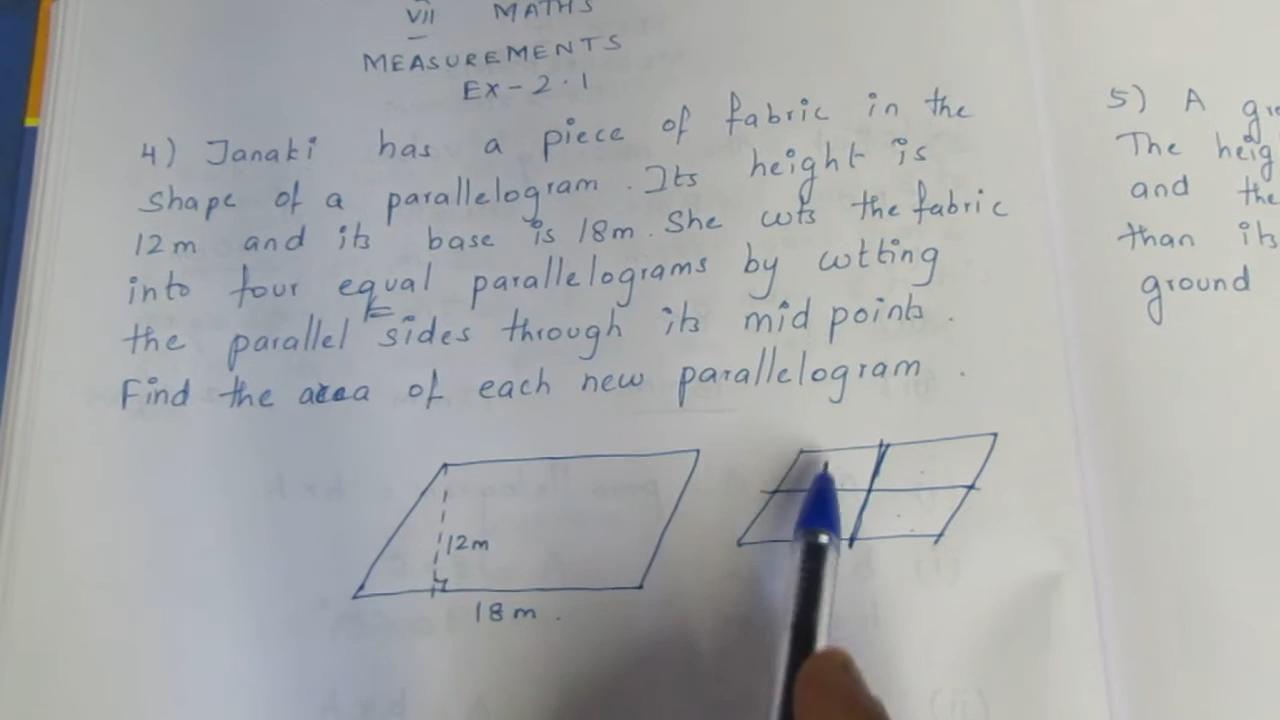 VII MATHS
MEASUREMENTS
EX-2.1
4) Janaki has a piece of fabric in the
shape of a parallelogram. Its height is
12m and its base is 18m. She cuts the fabric
into four equal parallelograms by cutting
the parallel sides through its mid points.
Find the area of each new parallelogram.
12m
18m.
5) A
The
and the
than its
ground